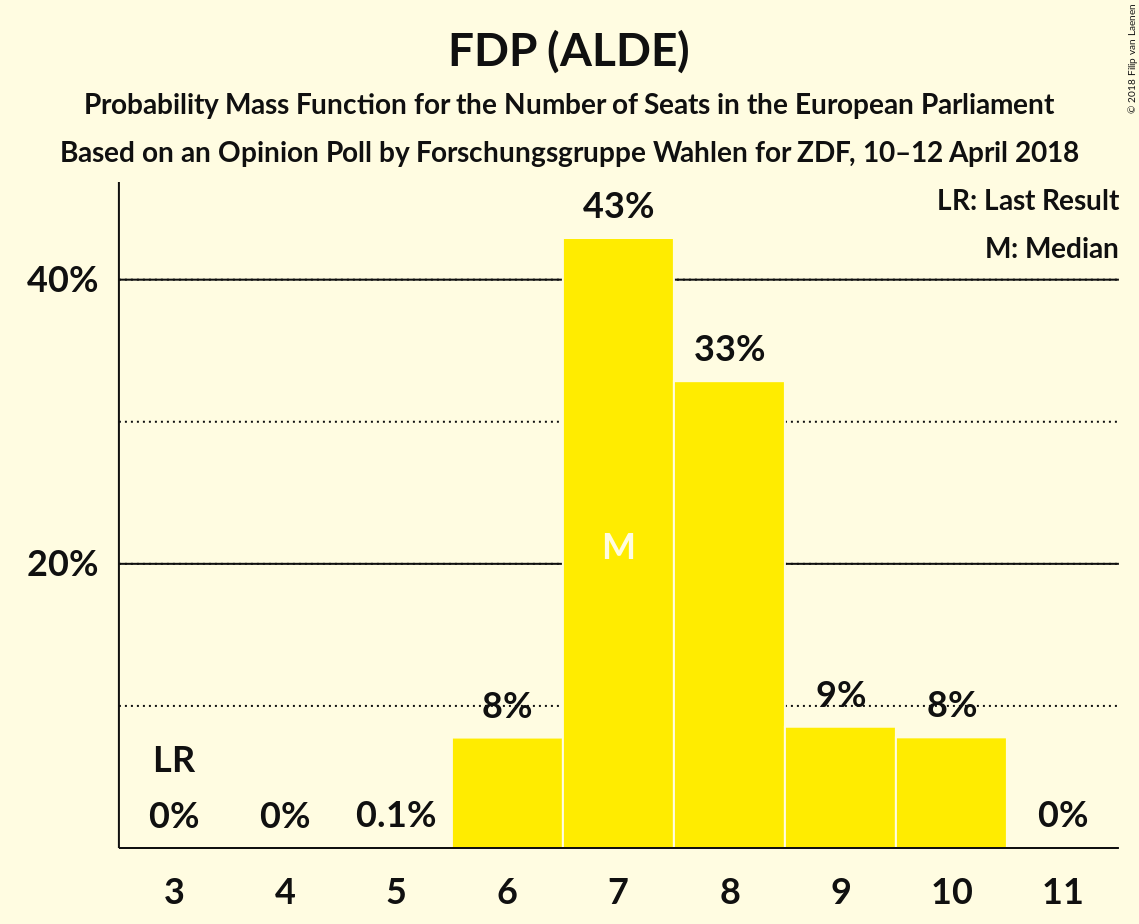 FDP (ALDE)
Probability Mass Function for the Number of Seats in the European Parliament
Based on an Opinion Poll by Forschungsgruppe Wahlen for ZDF, 10–12 April 2018
© 2018 Filip van Laenen
LR: Last Result
M: Median
43%
40%
33%
M
20%
9%
8%
8%
LR
0%
0%
0.1%
0%
3 4 5 6 7 8 9 10 11